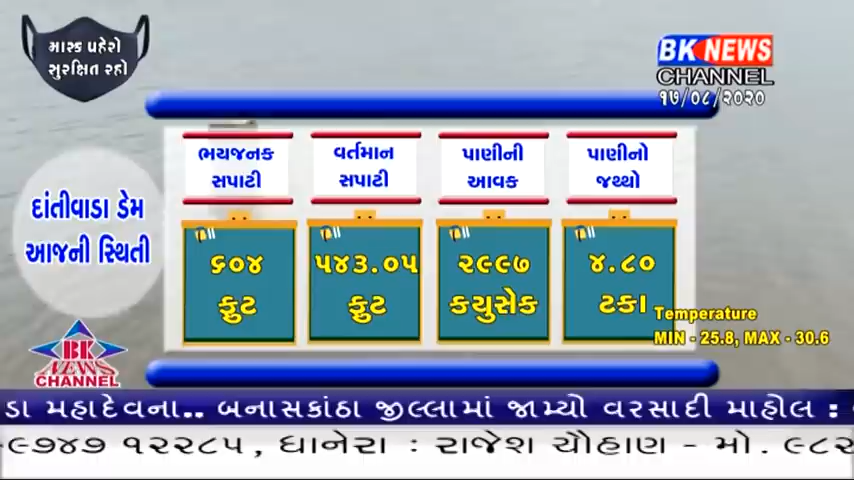 માસ્ક પહેરો
સુરક્ષિત રહો
BK NEWS
CHANNEL
૧૭/૦૮/૨૦૨૦
દાંતીવાડા ડેમ
આજની સ્થિતી
ભયજનક
સપાટી
વર્તમાન
સપાટી
પાણીની
આવક
પાણીનો
જથ્થો
૬૦૪
ફુટ
૫૪૩.૦૫
ફુટ
૨૯૯૭
કયુસેક
૪.૮૦
ટકા
Temperature
MIN - 25.8, MAX - 30.6
BK
NEWS
CHANNEL
ડા મહાદેવના.. બનાસકાંઠા જીલ્લામાં જામ્યો વરસાદી માહોલ :
-૯૭૪૭ ૧૨૨૮૫, ધાનેરા : રાજેશ ચૌહાણ - મો. ૯૮૨